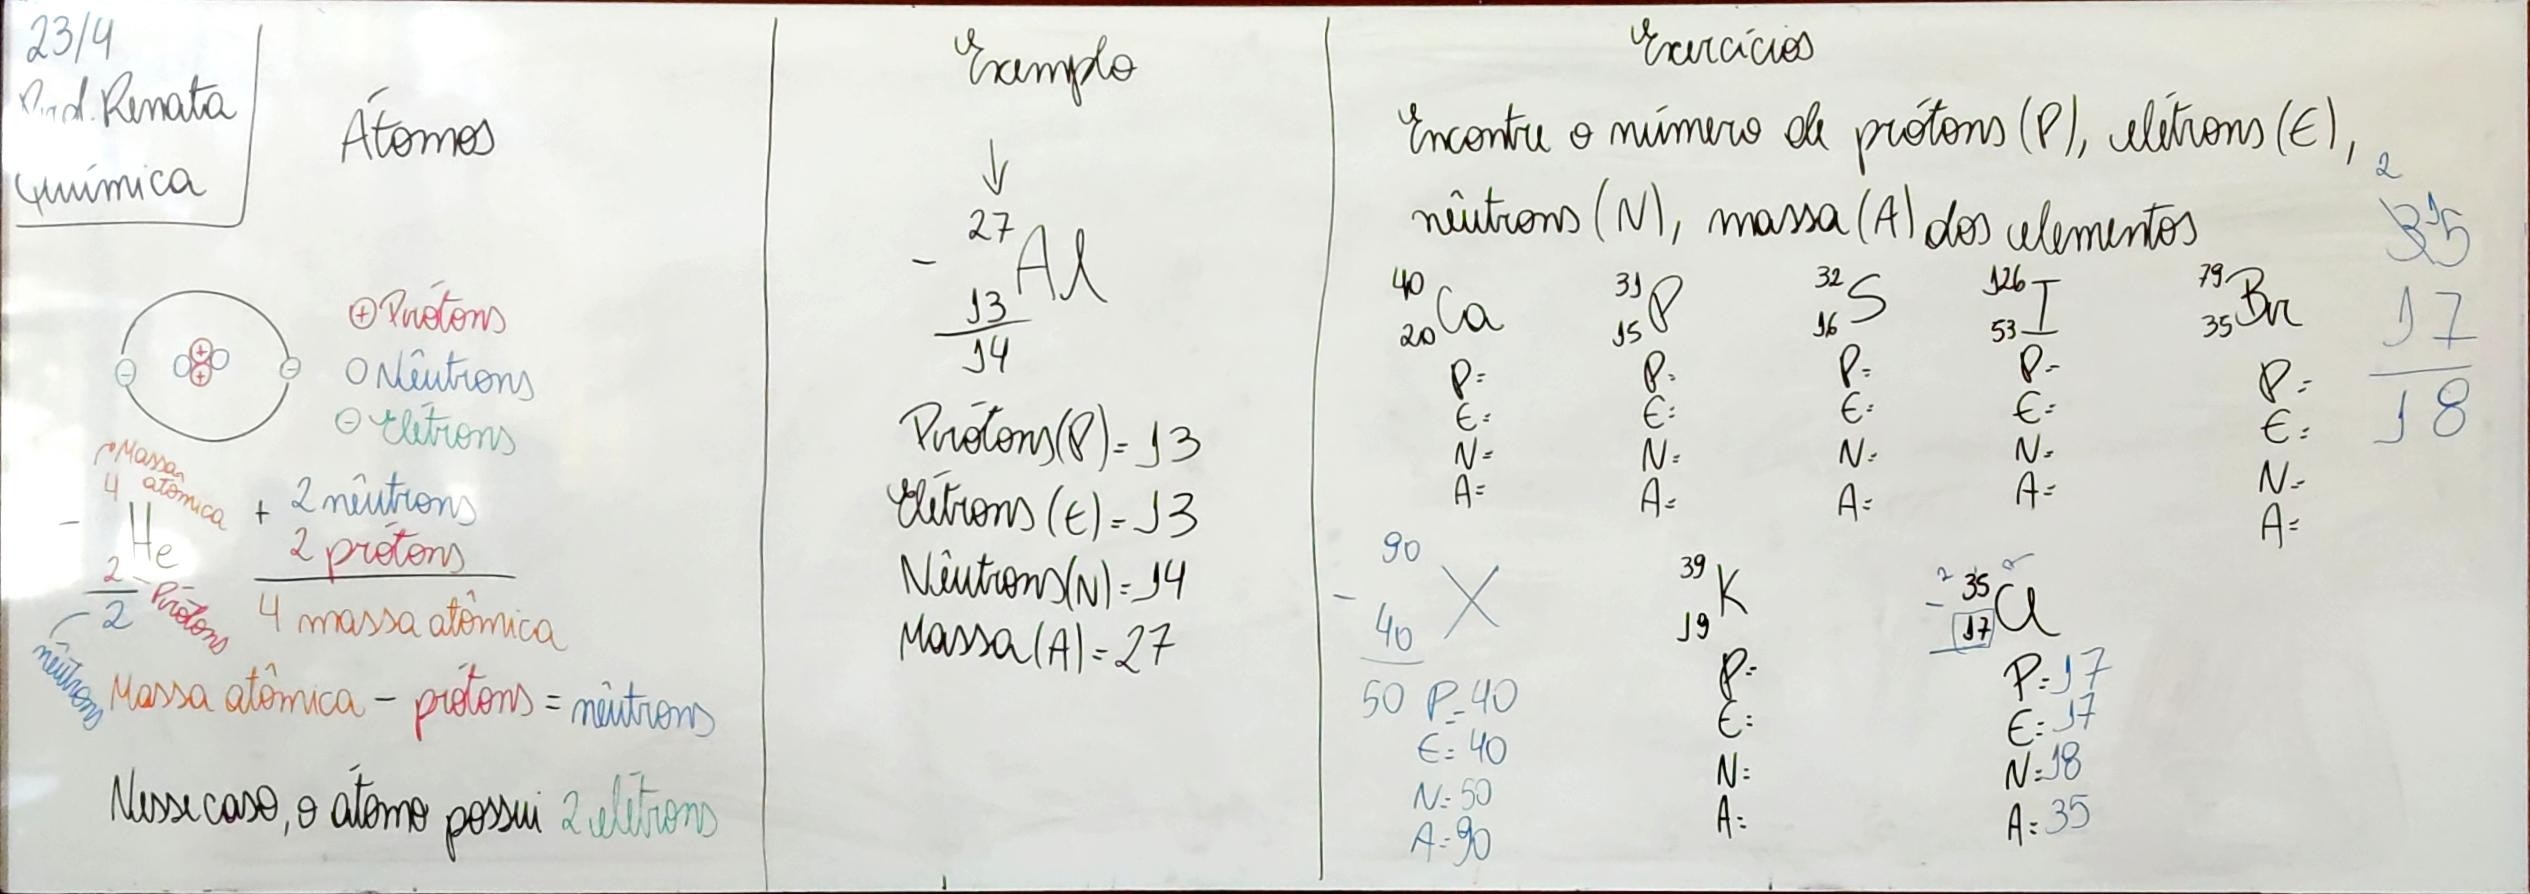 23/4
Prof. Renata
Química
Átomos
+ Prótons
O Nêutrons
- Elétrons
Massa
atômica
4
- He
2
Prótons
2
nêutrons
+ 2 nêutrons
2 prótons
4 massa atômica
Massa atômica - prótons = nêutrons
Nesse caso, o átomo possui 2 elétrons
Exemplo
↓
27
- Al
13
14
Prótons(P) = 13
Elétrons (E) = 13
Nêutrons(N) = 14
Massa (A) = 27
Exercícios
Encontre o número de prótons (P), elétrons (E),
nêutrons (N), massa (A) dos elementos
40 Ca 20
P=
E=
N=
A=
31 P 15
P=
E=
N=
A=
32 S 16
P=
E=
N=
A=
126 I 53
P=
E=
N=
A=
79 Br 35
P=
E=
N=
A=
2
35
17
18
90
- X
40
50
P=40
E=40
N=50
A=90
39 K 19
P=
E=
N=
A=
2
35
- Cl
17
P=17
E=17
N=18
A=35